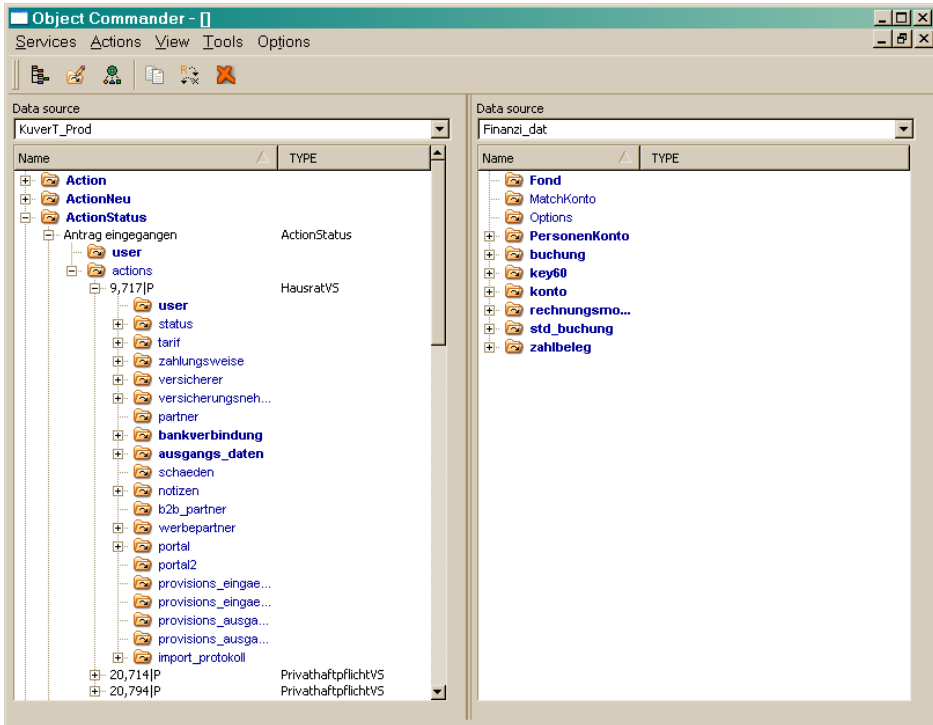 Object Commander - []
Services Actions View Tools Options
Data source
KuverT_Prod
Name TYPE
Action
ActionNeu
ActionStatus
Antrag eingegangen ActionStatus
user
actions
9,717|P HausratVS
user
status
tarif
zahlungsweise
versicherer
versicherungsneh...
partner
bankverbindung
ausgangs_daten
schaeden
notizen
b2b_partner
werbepartner
portal
portal2
provisions_eingae...
provisions_eingae...
provisions_ausga...
provisions_ausga...
import_protokoll
20,714|P PrivathaftpflichtVS
20,794|P PrivathaftpflichtVS
Data source
Finanzi_dat
Name TYPE
Fond
MatchKonto
Options
PersonenKonto
buchung
key60
konto
rechnungsmo...
std_buchung
zahlbeleg